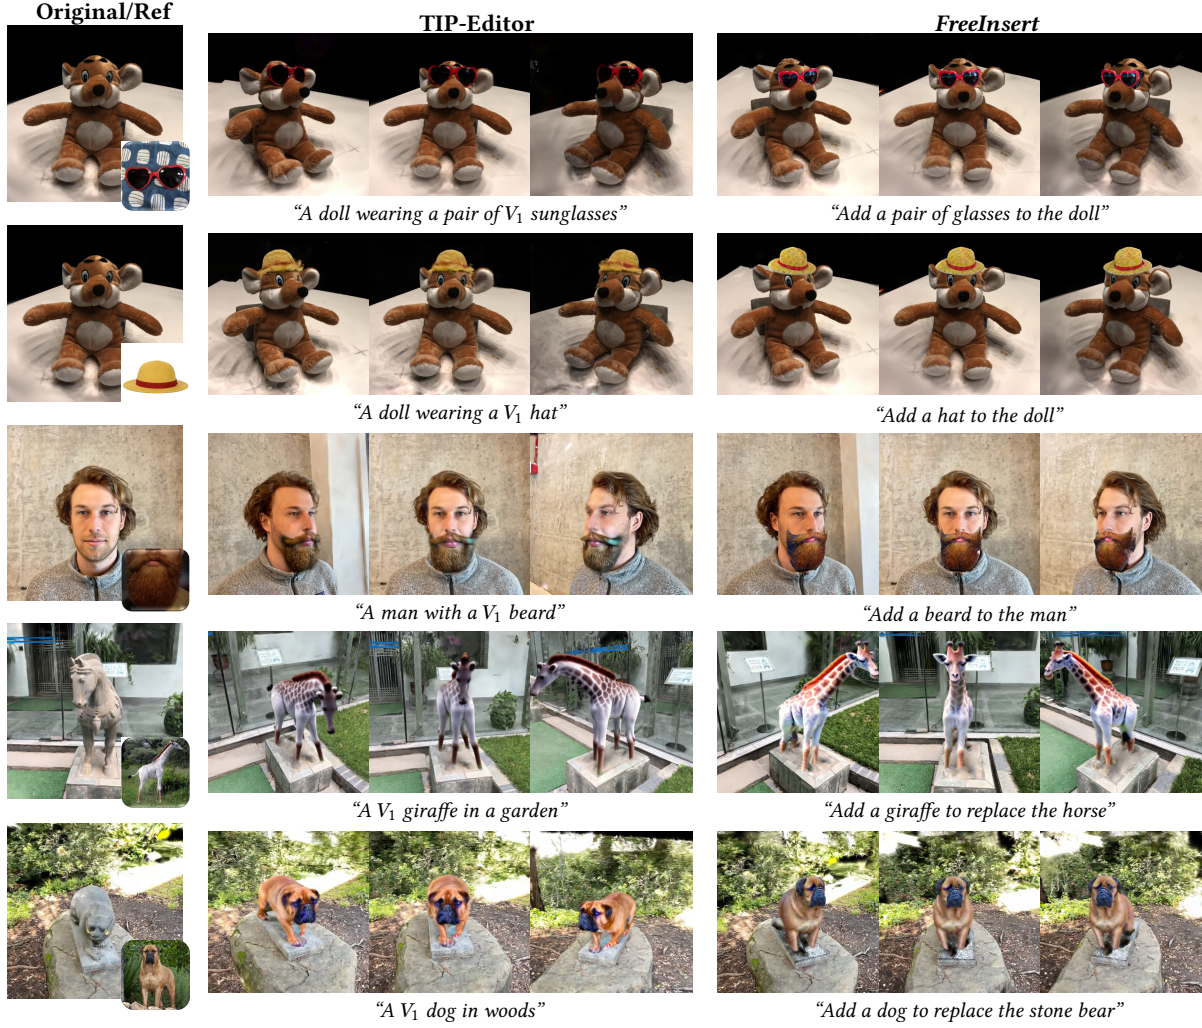 Original/Ref
TIP-Editor
FreeInsert
“A doll wearing a pair of V₁ sunglasses”
“Add a pair of glasses to the doll”
“A doll wearing a V₁ hat”
“Add a hat to the doll”
“A man with a V₁ beard”
“Add a beard to the man”
“A V₁ giraffe in a garden”
“Add a giraffe to replace the horse”
“A V₁ dog in woods”
“Add a dog to replace the stone bear”